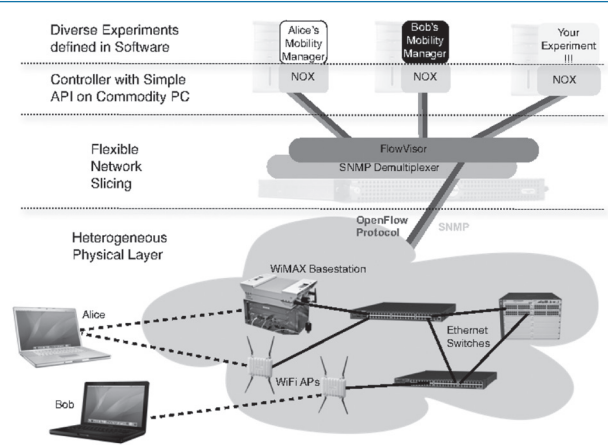 Diverse Experiments
defined in Software
Alice's
Mobility
Manager
Bob's
Mobility
Manager
Your
Experiment
!!!
Controller with Simple
API on Commodity PC
NOX
NOX
NOX
Flexible
Network
Slicing
FlowVisor
SNMP Demultiplexer
OpenFlow
Protocol
SNMP
Heterogeneous
Physical Layer
WiMAX Basestation
Alice
Ethernet
Switches
WiFi APs
Bob